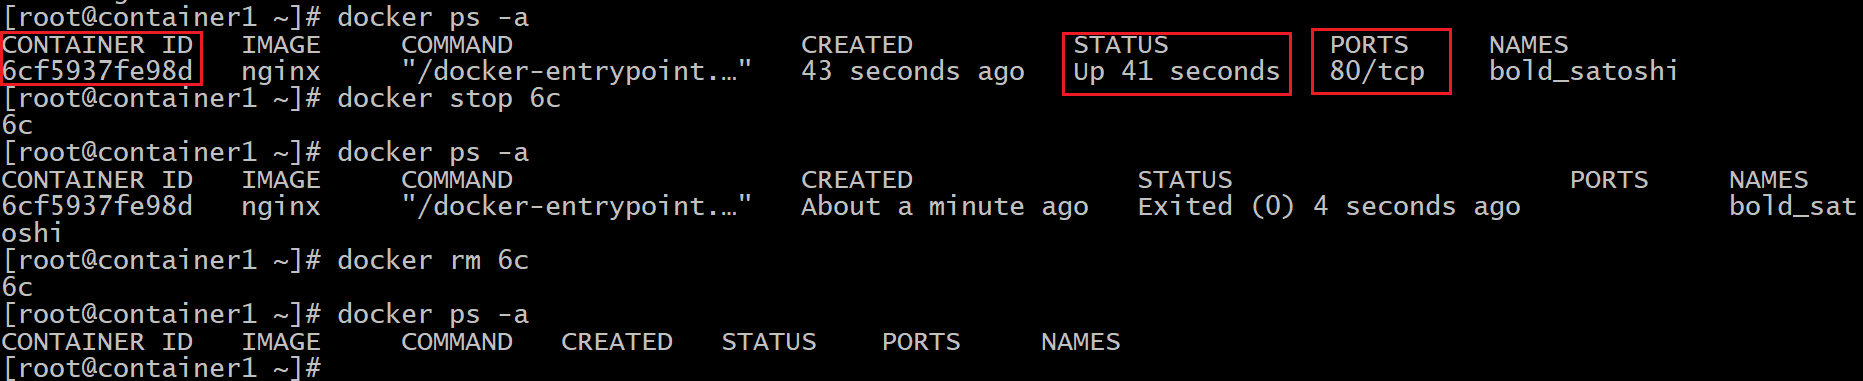 [root@container1 ~]# docker ps -a
CONTAINER ID   IMAGE     COMMAND                  CREATED          STATUS          PORTS     NAMES
6cf5937fe98d   nginx     "/docker-entrypoint.…"   43 seconds ago   Up 41 seconds   80/tcp    bold_satoshi
[root@container1 ~]# docker stop 6c
6c
[root@container1 ~]# docker ps -a
CONTAINER ID   IMAGE     COMMAND                  CREATED              STATUS                     PORTS     NAMES
6cf5937fe98d   nginx     "/docker-entrypoint.…"   About a minute ago   Exited (0) 4 seconds ago             bold_sat
oshi
[root@container1 ~]# docker rm 6c
6c
[root@container1 ~]# docker ps -a
CONTAINER ID   IMAGE     COMMAND   CREATED   STATUS    PORTS     NAMES
[root@container1 ~]#